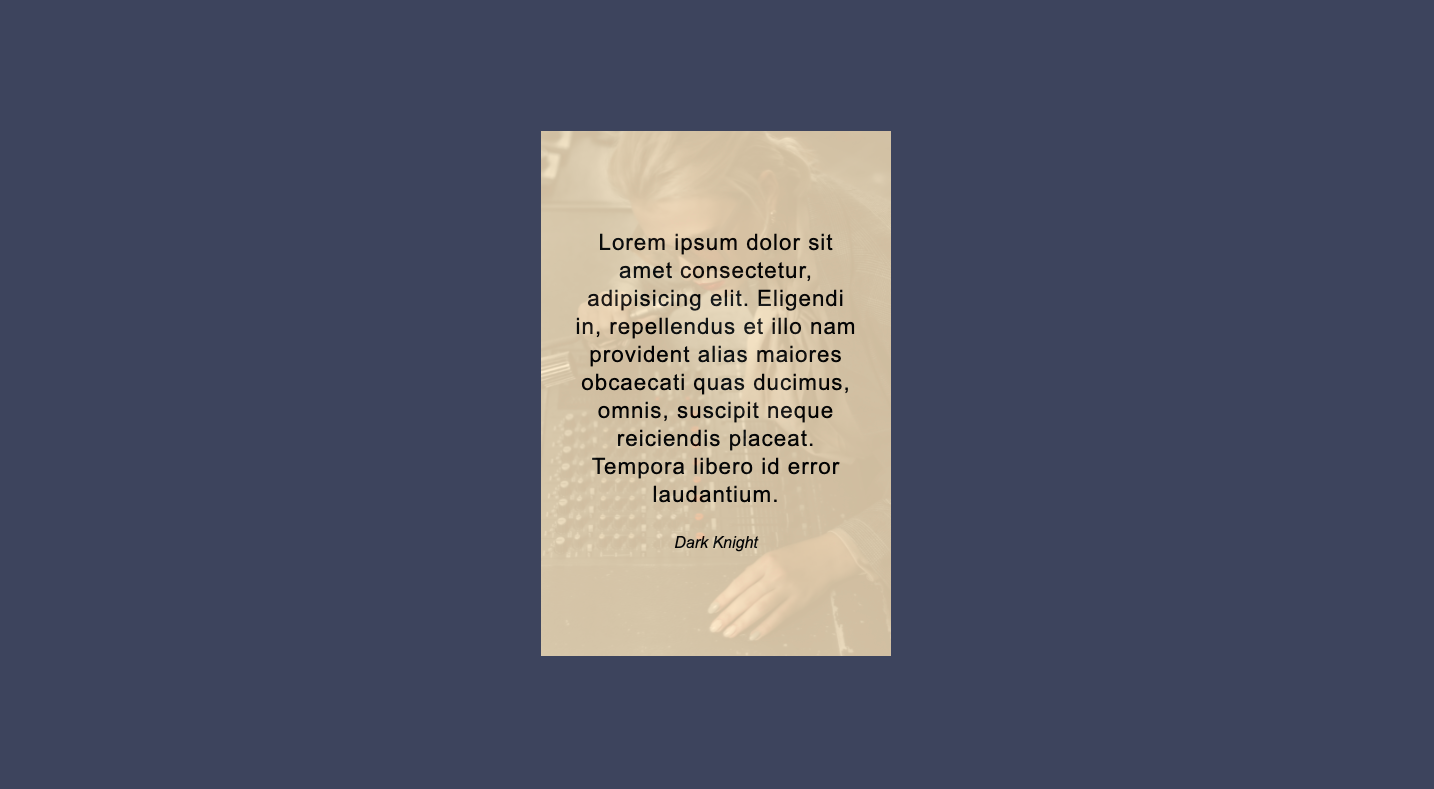 Lorem ipsum dolor sit
amet consectetur,
adipisicing elit. Eligendi
in, repellendus et illo nam
provident alias maiores
obcaecati quas ducimus,
omnis, suscipit neque
reiciendis placeat.
Tempora libero id error
laudantium.
Dark Knight